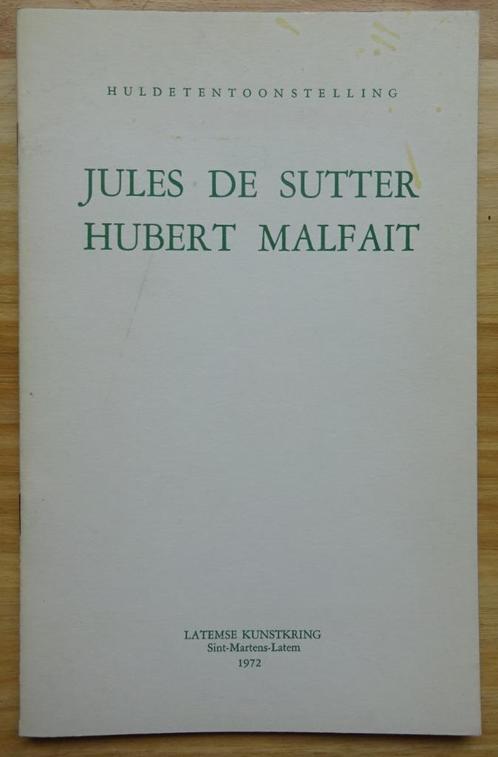 HULDETENTOONSTELLING
JULES DE SUTTER
HUBERT MALFAIT
LATEMSE KUNSTKRING
Sint-Martens-Latem
1972